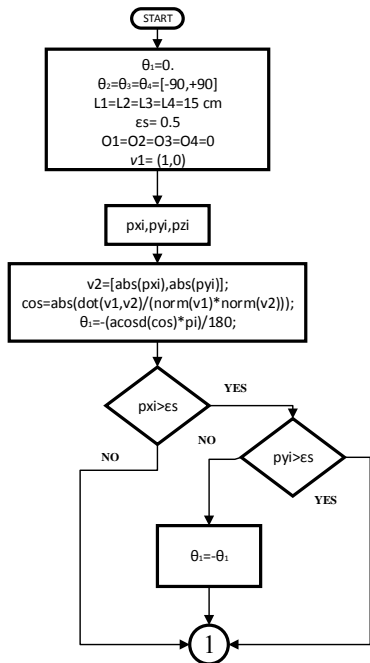 START
θ₁=0.
θ₂=θ₃=θ₄=[-90,+90]
L1=L2=L3=L4=15 cm
εs= 0.5
O1=O2=O3=O4=0
v1= (1,0)
pxi,pyi,pzi
v2=[abs(pxi),abs(pyi)];
cos=abs(dot(v1,v2)/(norm(v1)*norm(v2)));
θ₁=-(acosd(cos)*pi)/180;
pxi>εs
YES
NO
pyi>εs
NO
YES
θ₁=-θ₁
1